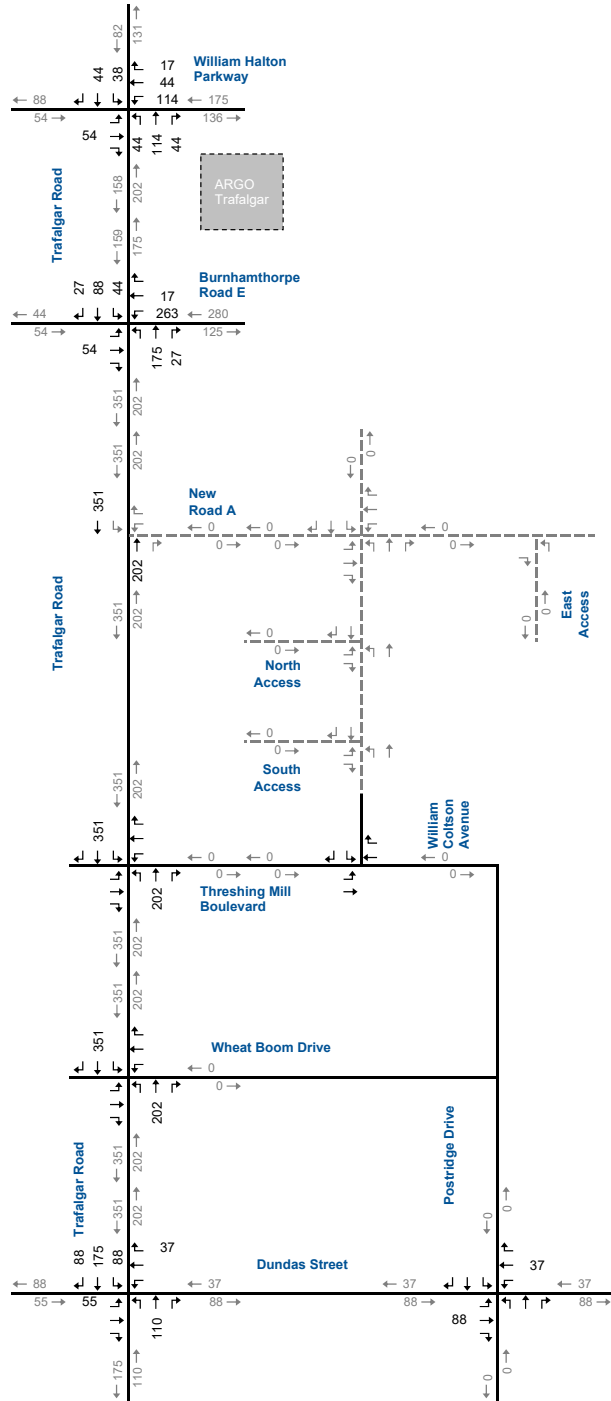 82 131
44 38 17 William Halton
44 Parkway
88 114 175
54 136
54 44 114 44
ARGO
Trafalgar
Trafalgar Road
158 202
159 175
Burnhamthorpe
Road E
27 88 44 17
44 263 280
54 125
54 175 27
351 202
351 202
0 0
351 New
Road A
0 0 0
0 0 0
202
351 202
Trafalgar Road
0 0
East
Access
0
0
North
Access
0
0
South
Access
351 202
351
William
Coltson
Avenue
0 0 0
0 0 0
202 Threshing Mill
Boulevard
351 202
351 202
351 Wheat Boom Drive
0
0
202
Trafalgar Road
351 202
351 202
Postridge Drive
0 0
88 175 88 37 Dundas Street 37
88 37 37 37
55 55 88 88 88
110 88
175 110 0 0